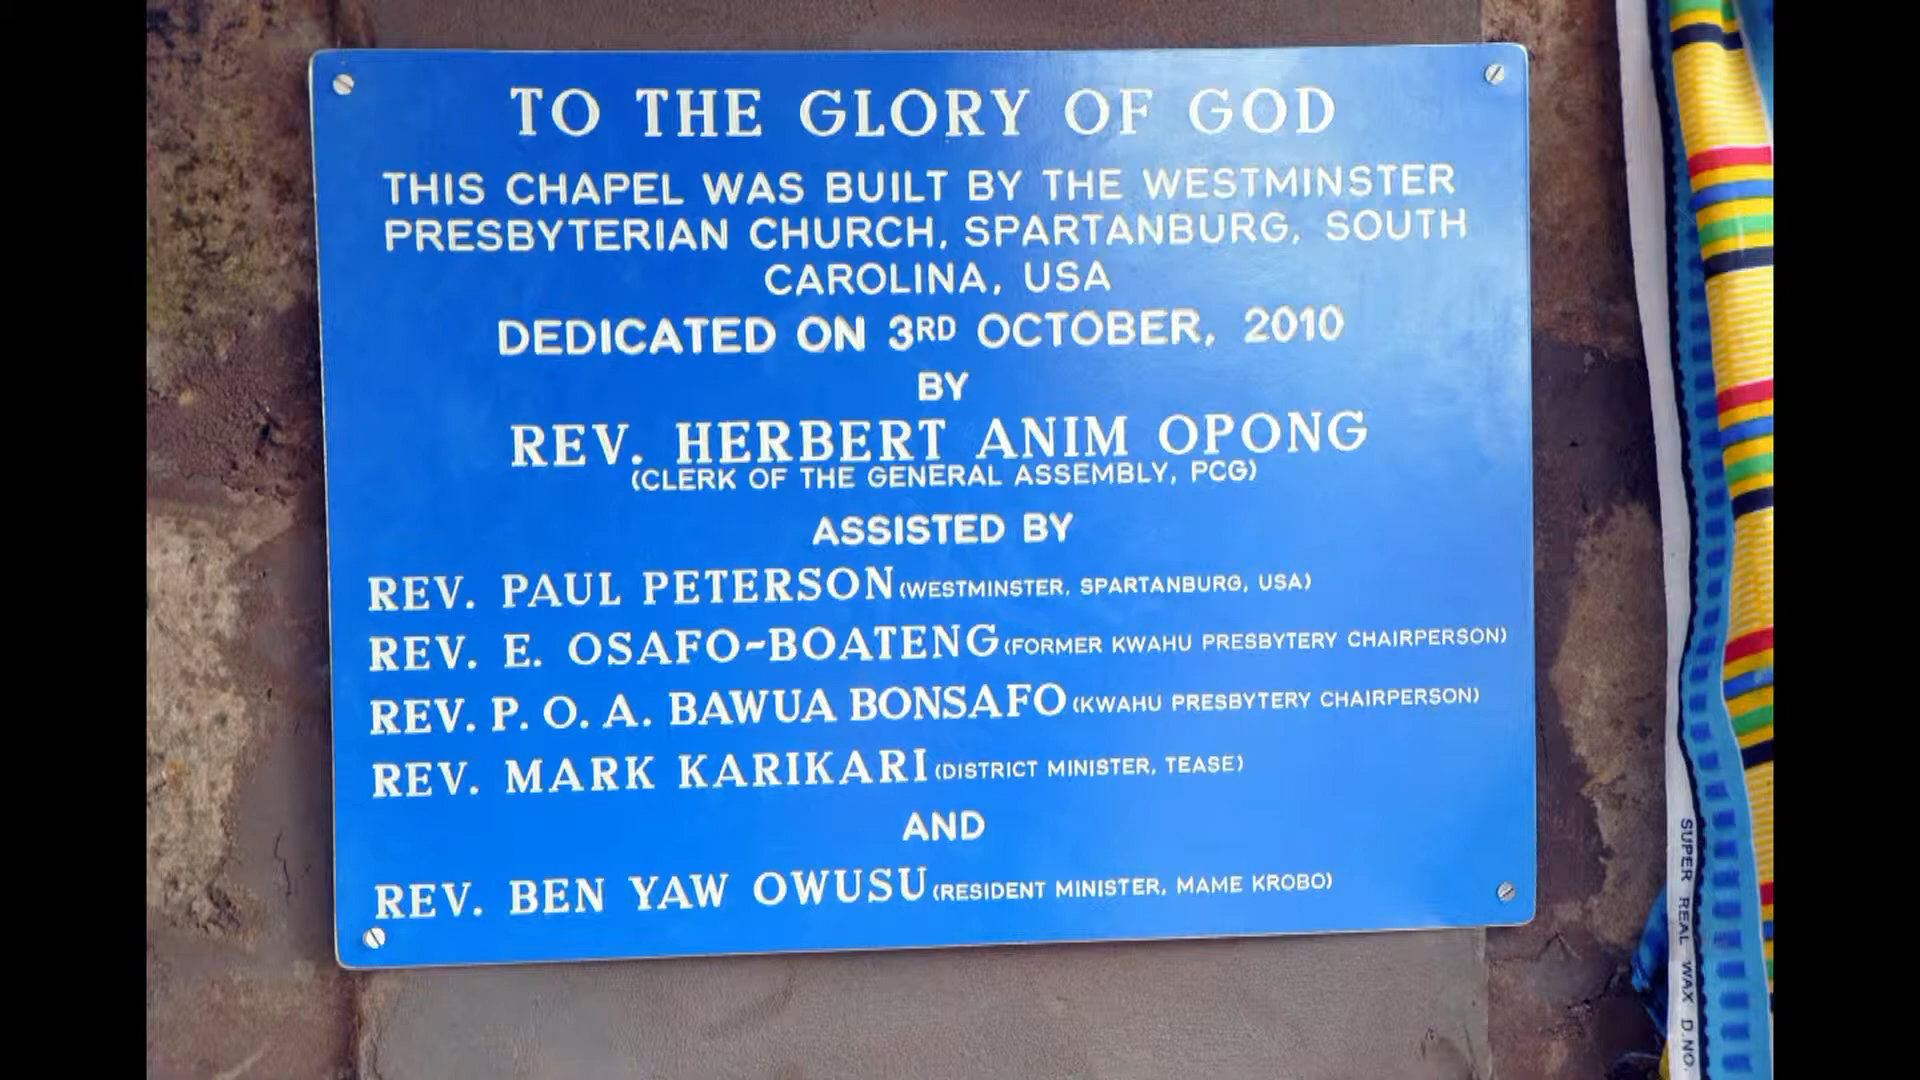 TO THE GLORY OF GOD
THIS CHAPEL WAS BUILT BY THE WESTMINSTER
PRESBYTERIAN CHURCH, SPARTANBURG, SOUTH
CAROLINA, USA
DEDICATED ON 3RD OCTOBER, 2010
BY
REV. HERBERT ANIM OPONG
(CLERK OF THE GENERAL ASSEMBLY, PCG)
ASSISTED BY
REV. PAUL PETERSON (WESTMINSTER, SPARTANBURG, USA)
REV. E. OSAFO-BOATENG (FORMER KWAHU PRESBYTERY CHAIRPERSON)
REV. P. O. A. BAWUA BONSAFO (KWAHU PRESBYTERY CHAIRPERSON)
REV. MARK KARIKARI (DISTRICT MINISTER, TEASE)
AND
REV. BEN YAW OWUSU (RESIDENT MINISTER, MAME KROBO)
SUPER REAL WAX D.NO.